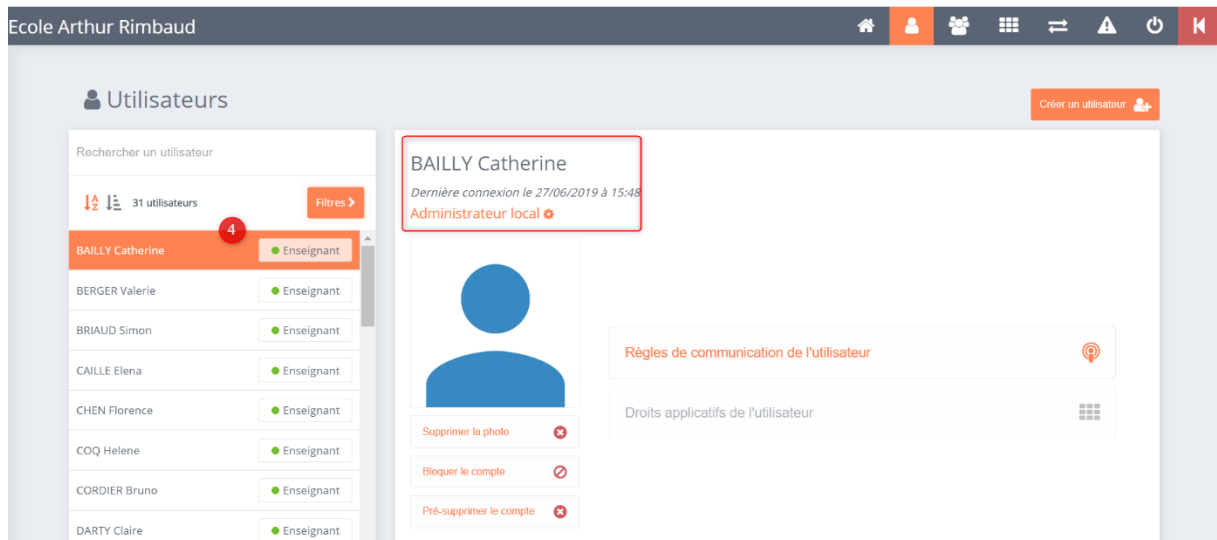 Ecole Arthur Rimbaud
Utilisateurs
Créer un utilisateur
Rechercher un utilisateur
31 utilisateurs
Filtres
4
BAILLY Catherine
Enseignant
BERGER Valerie
Enseignant
BRIAUD Simon
Enseignant
CAILLE Elena
Enseignant
CHEN Florence
Enseignant
COQ Helene
Enseignant
CORDIER Bruno
Enseignant
DARTY Claire
Enseignant
BAILLY Catherine
Dernière connexion le 27/06/2019 à 15:48
Administrateur local
Supprimer la photo
Bloquer le compte
Pré-supprimer le compte
Règles de communication de l'utilisateur
Droits applicatifs de l'utilisateur